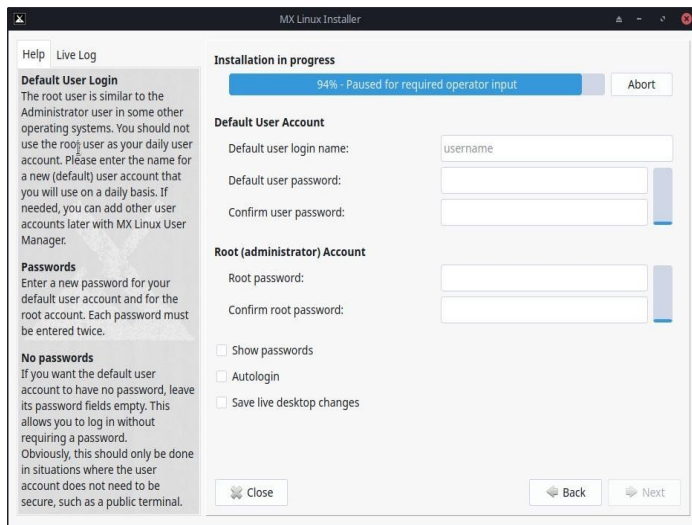 MX Linux Installer
Help
Live Log
Default User Login
The root user is similar to the
Administrator user in some other
operating systems. You should not
use the root user as your daily user
account. Please enter the name for
a new (default) user account that
you will use on a daily basis. If
needed, you can add other user
accounts later with MX Linux User
Manager.
Passwords
Enter a new password for your
default user account and for the
root account. Each password must
be entered twice.
No passwords
If you want the default user
account to have no password, leave
its password fields empty. This
allows you to log in without
requiring a password.
Obviously, this should only be done
in situations where the user
account does not need to be
secure, such as a public terminal.
Installation in progress
94% - Paused for required operator input
Abort
Default User Account
Default user login name:
username
Default user password:
Confirm user password:
Root (administrator) Account
Root password:
Confirm root password:
Show passwords
Autologin
Save live desktop changes
Close
Back
Next